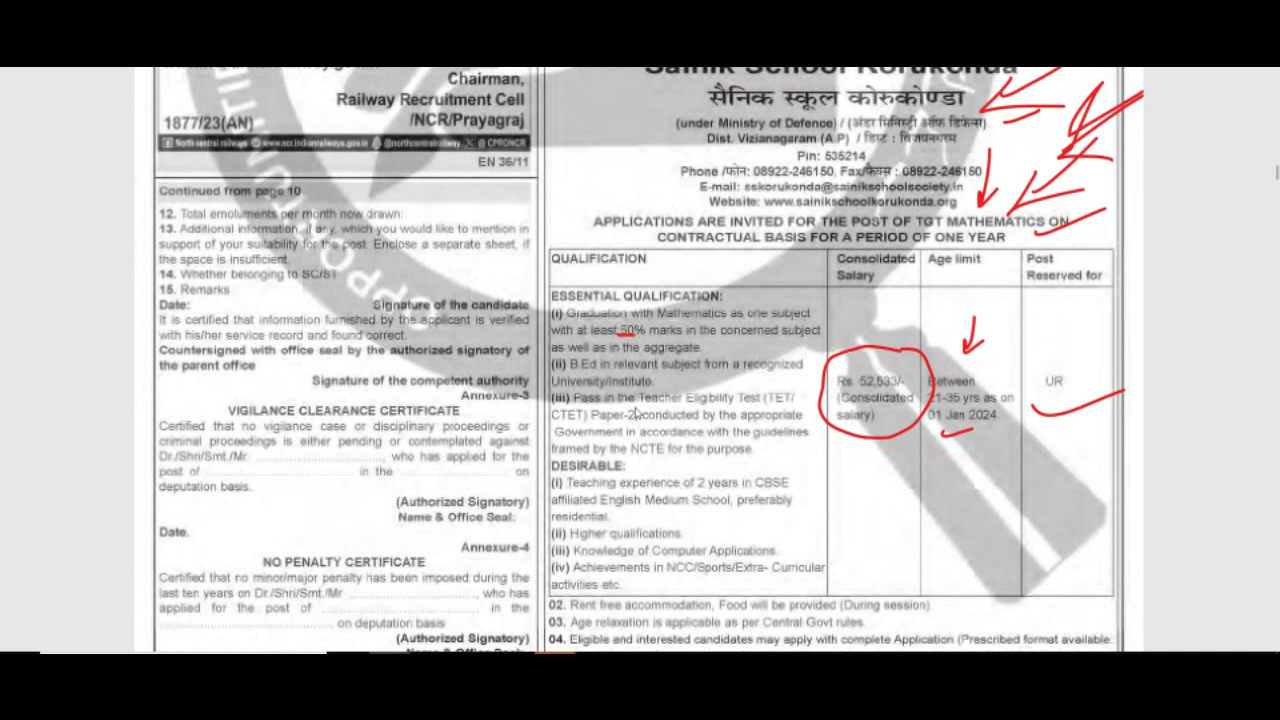 Chairman,
Railway Recruitment Cell
/NCR/Prayagraj
1877/23(AN)
North central railways www.ncr.indianrailways.gov.in @northcentralrailway @CPRONCR
EN 36/11
Continued from page 10
12. Total emoluments per month now drawn:
13. Additional information, if any, which you would like to mention in
support of your suitability for the post. Enclose a separate sheet, if
the space is insufficient.
14. Whether belonging to SC/ST
15. Remarks
Date: Signature of the candidate
It is certified that information furnished by the applicant is verified
with his/her service record and found correct.
Countersigned with office seal by the authorized signatory of
the parent office
Signature of the competent authority
Annexure-3
VIGILANCE CLEARANCE CERTIFICATE
Certified that no vigilance case or disciplinary proceedings or
criminal proceedings is either pending or contemplated against
Dr./Shri/Smt./Mr. ........................ , who has applied for the
post of ........................ in the ........................ on
deputation basis.
(Authorized Signatory)
Name & Office Seal:
Date.
Annexure-4
NO PENALTY CERTIFICATE
Certified that no minor/major penalty has been imposed during the
last ten years on Dr./Shri/Smt./Mr ........................ who has
applied for the post of ........................ in the
........................ on deputation basis
(Authorized Signatory)
Sainik School Korukonda
सैनिक स्कूल कोरुकोण्डा
(under Ministry of Defence) / (अंडर मिनिस्ट्री ऑफ डिफेन्स)
Dist. Vizianagaram (A.P) / डिस्ट : विजयनगरम
Pin: 535214
Phone /फोन: 08922-246150, Fax/फैक्स : 08922-246150
E-mail: sskorukonda@sainikschoolsociety.in
Website: www.sainikschoolkorukonda.org
APPLICATIONS ARE INVITED FOR THE POST OF TGT MATHEMATICS ON
CONTRACTUAL BASIS FOR A PERIOD OF ONE YEAR
QUALIFICATION
Consolidated
Salary
Age limit
Post
Reserved for
ESSENTIAL QUALIFICATION:
(i) Graduation with Mathematics as one subject
with at least 50% marks in the concerned subject
as well as in the aggregate.
(ii) B.Ed in relevant subject from a recognized
University/Institute.
(iii) Pass in the Teacher Eligibility Test (TET/
CTET) Paper-2 conducted by the appropriate
Government in accordance with the guidelines
framed by the NCTE for the purpose.
DESIRABLE:
(i) Teaching experience of 2 years in CBSE
affiliated English Medium School, preferably
residential.
(ii) Higher qualifications.
(iii) Knowledge of Computer Applications.
(iv) Achievements in NCC/Sports/Extra- Curricular
activities etc.
Rs. 52,533/-
(Consolidated
salary)
Between
21-35 yrs as on
01 Jan 2024
UR
02. Rent free accommodation, Food will be provided (During session)
03. Age relaxation is applicable as per Central Govt rules.
04. Eligible and interested candidates may apply with complete Application (Prescribed format available: